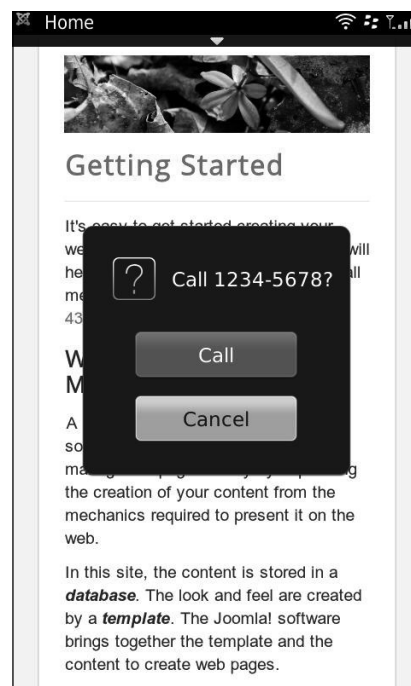 Home
Getting Started
It's easy to get started creating your
we will
he all
me
43
Call 1234-5678?
W
M
Call
A
so
Cancel
the creation of your content from the
mechanics required to present it on the
web.
In this site, the content is stored in a
database. The look and feel are created
by a template. The Joomla! software
brings together the template and the
content to create web pages.